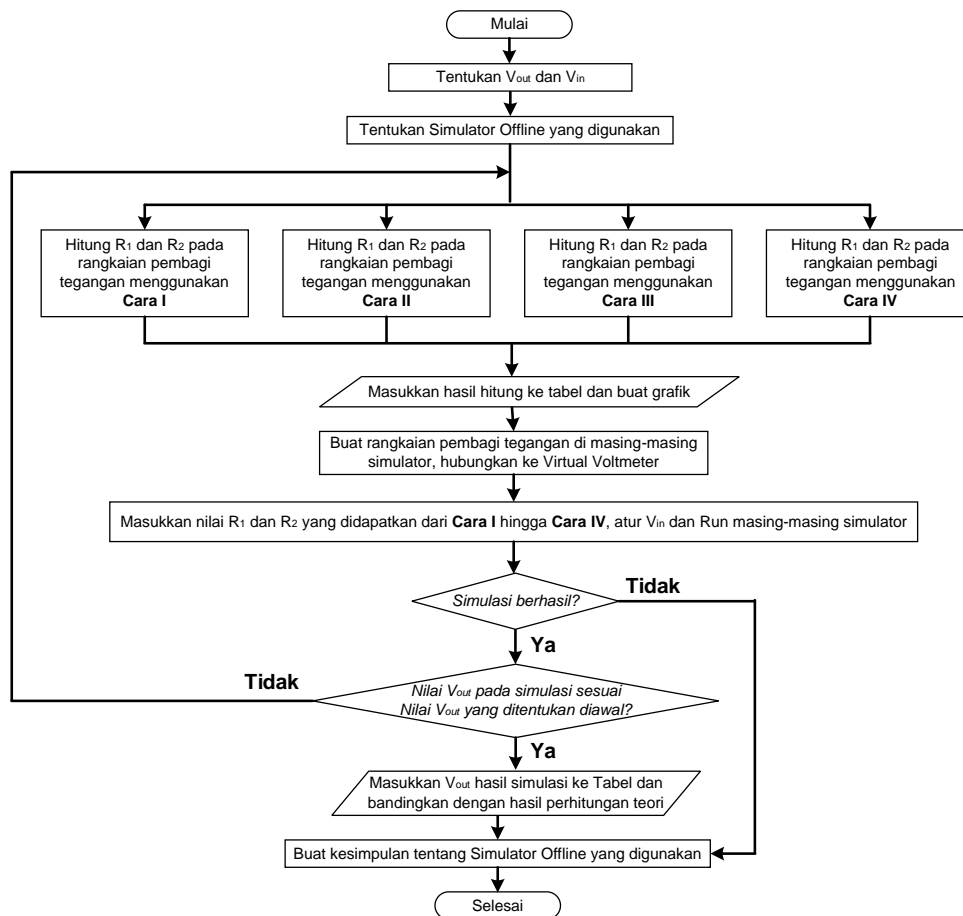 Mulai
Tentukan Vout dan Vin
Tentukan Simulator Offline yang digunakan
Hitung R1 dan R2 pada
rangkaian pembagi
tegangan menggunakan
Cara I
Hitung R1 dan R2 pada
rangkaian pembagi
tegangan menggunakan
Cara II
Hitung R1 dan R2 pada
rangkaian pembagi
tegangan menggunakan
Cara III
Hitung R1 dan R2 pada
rangkaian pembagi
tegangan menggunakan
Cara IV
Masukkan hasil hitung ke tabel dan buat grafik
Buat rangkaian pembagi tegangan di masing-masing
simulator, hubungkan ke Virtual Voltmeter
Masukkan nilai R1 dan R2 yang didapatkan dari Cara I hingga Cara IV, atur Vin dan Run masing-masing simulator
Simulasi berhasil?
Tidak
Ya
Tidak
Nilai Vout pada simulasi sesuai
Nilai Vout yang ditentukan diawal?
Ya
Masukkan Vout hasil simulasi ke Tabel dan
bandingkan dengan hasil perhitungan teori
Buat kesimpulan tentang Simulator Offline yang digunakan
Selesai